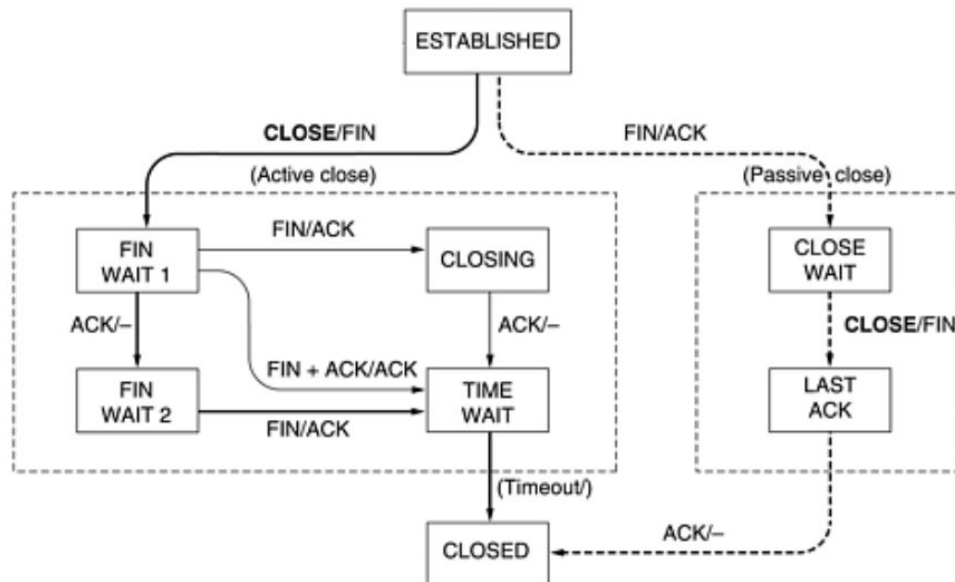 ESTABLISHED
CLOSE/FIN
FIN/ACK
(Active close)
(Passive close)
FIN
WAIT 1
FIN/ACK
CLOSING
CLOSE
WAIT
ACK/–
ACK/–
CLOSE/FIN
FIN + ACK/ACK
FIN
WAIT 2
TIME
WAIT
LAST
ACK
FIN/ACK
(Timeout/)
CLOSED
ACK/–